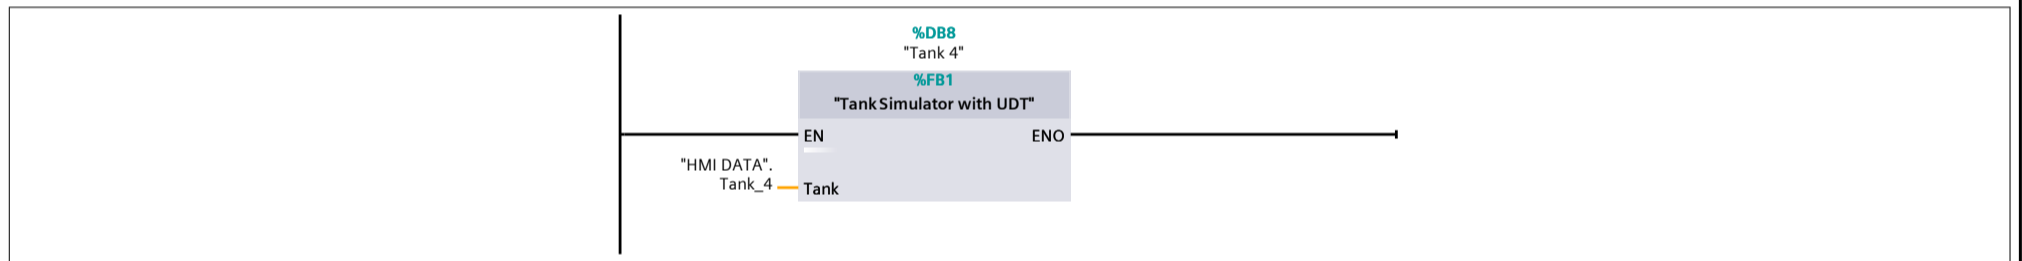 %DB8
"Tank 4"
%FB1
"Tank Simulator with UDT"
EN
ENO
"HMI DATA".
Tank_4
Tank